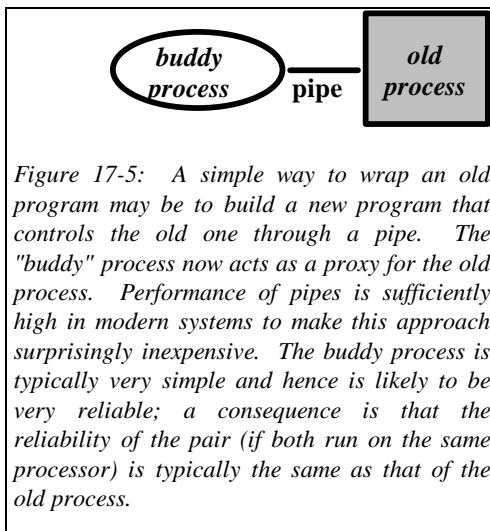 buddy
process
pipe
old
process
Figure 17-5: A simple way to wrap an old
program may be to build a new program that
controls the old one through a pipe. The
"buddy" process now acts as a proxy for the old
process. Performance of pipes is sufficiently
high in modern systems to make this approach
surprisingly inexpensive. The buddy process is
typically very simple and hence is likely to be
very reliable; a consequence is that the
reliability of the pair (if both run on the same
processor) is typically the same as that of the
old process.